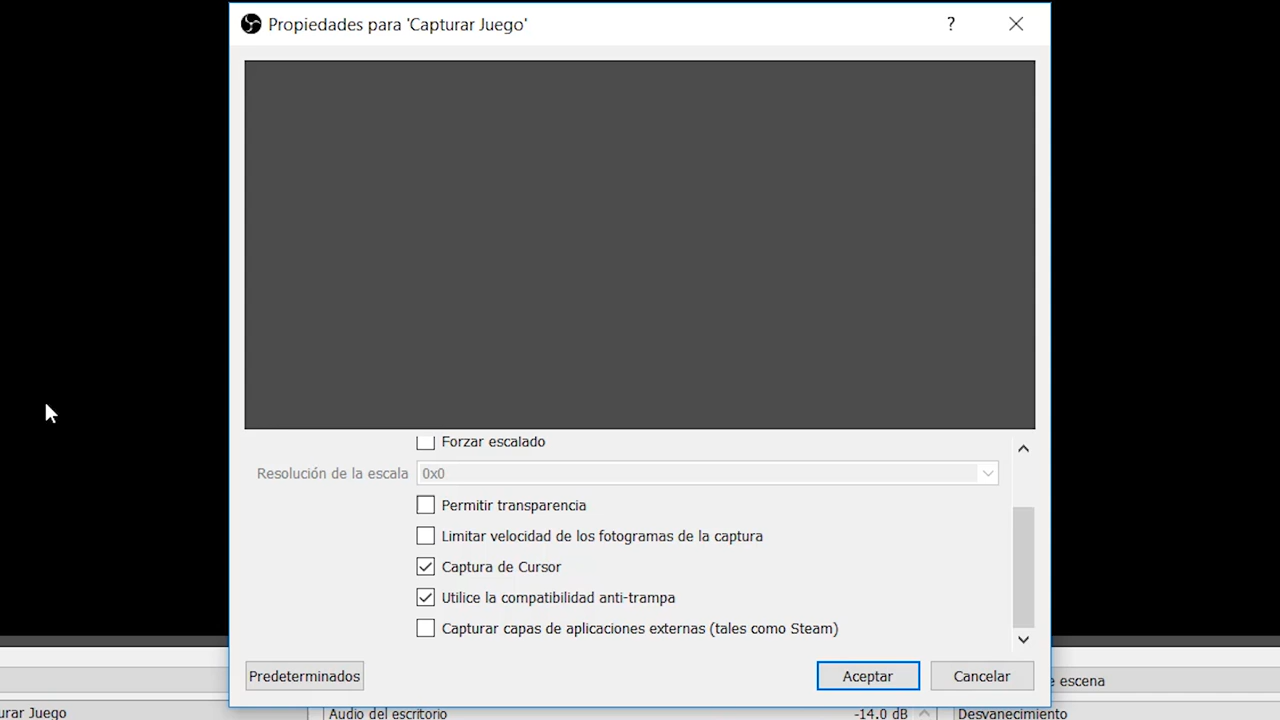 Propiedades para 'Capturar Juego'
?
Forzar escalado
Resolución de la escala 0x0
Permitir transparencia
Limitar velocidad de los fotogramas de la captura
Captura de Cursor
Utilice la compatibilidad anti-trampa
Capturar capas de aplicaciones externas (tales como Steam)
Predeterminados Aceptar Cancelar
e escena
urar Juego Audio del escritorio -14.0 dB Desvanecimiento